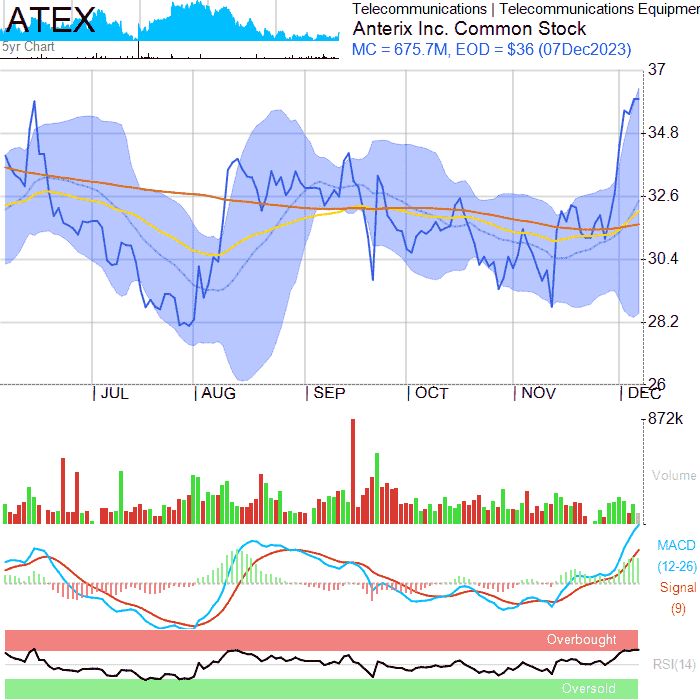 ATEX
5yr Chart
Telecommunications | Telecommunications Equipmen
Anterix Inc. Common Stock
MC = 675.7M, EOD = $36 (07Dec2023)
37
34.8
32.6
30.4
28.2
26
JUL
AUG
SEP
OCT
NOV
DEC
872k
Volume
MACD
(12-26)
Signal
(9)
Overbought
RSI(14)
Oversold